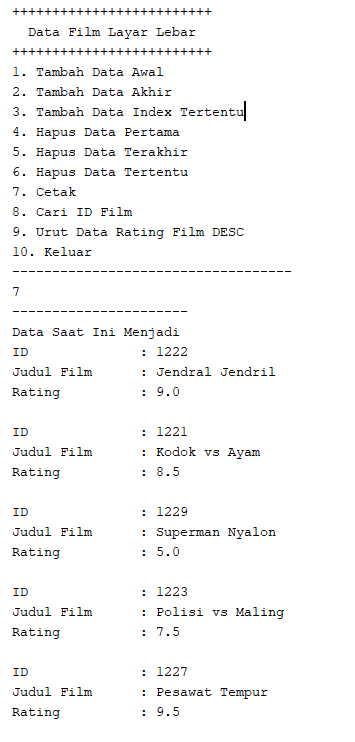 +++++++++++++++++++++++++
Data Film Layar Lebar
+++++++++++++++++++++++++
1. Tambah Data Awal
2. Tambah Data Akhir
3. Tambah Data Index Tertentu
4. Hapus Data Pertama
5. Hapus Data Terakhir
6. Hapus Data Tertentu
7. Cetak
8. Cari ID Film
9. Urut Data Rating Film DESC
10. Keluar
-----------------------------------
7
----------------------
Data Saat Ini Menjadi
ID : 1222
Judul Film : Jendral Jendril
Rating : 9.0
ID : 1221
Judul Film : Kodok vs Ayam
Rating : 8.5
ID : 1229
Judul Film : Superman Nyalon
Rating : 5.0
ID : 1223
Judul Film : Polisi vs Maling
Rating : 7.5
ID : 1227
Judul Film : Pesawat Tempur
Rating : 9.5